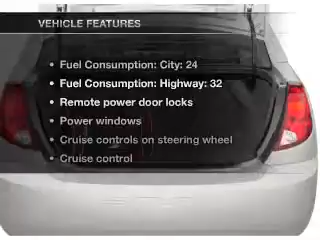 VEHICLE FEATURES
• Fuel Consumption: City: 24
• Fuel Consumption: Highway: 32
• Remote power door locks
• Power windows
• Cruise controls on steering wheel
• Cruise control